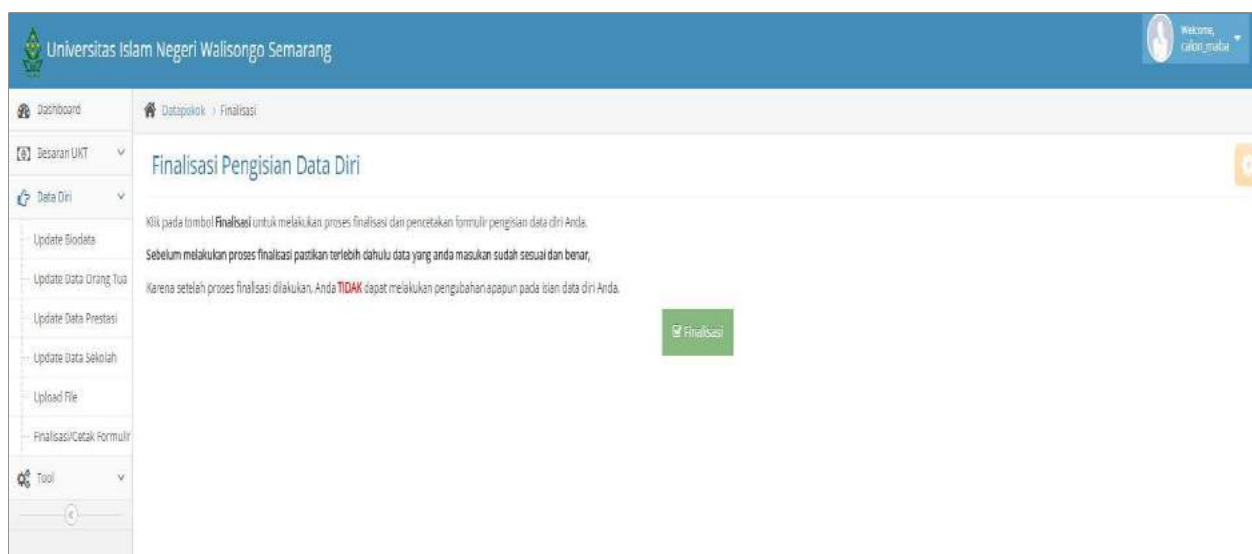 Universitas Islam Negeri Walisongo Semarang
Welcome,
calon_maba
Dashboard
Datapokok > Finalisasi
Besaran UKT
Finalisasi Pengisian Data Diri
Data Diri
Klik pada tombol Finalisasi untuk melakukan proses finalisasi dan pencetakan formulir pengisian data diri Anda.
Update Biodata
Sebelum melakukan proses finalisasi pastikan terlebih dahulu data yang anda masukan sudah sesuai dan benar,
Update Data Orang Tua
Karena setelah proses finalisasi dilakukan, Anda TIDAK dapat melakukan pengubahan apapun pada isian data diri Anda.
Update Data Prestasi
Finalisasi
Update Data Sekolah
Upload File
Finalisasi/Cetak Formulir
Tool